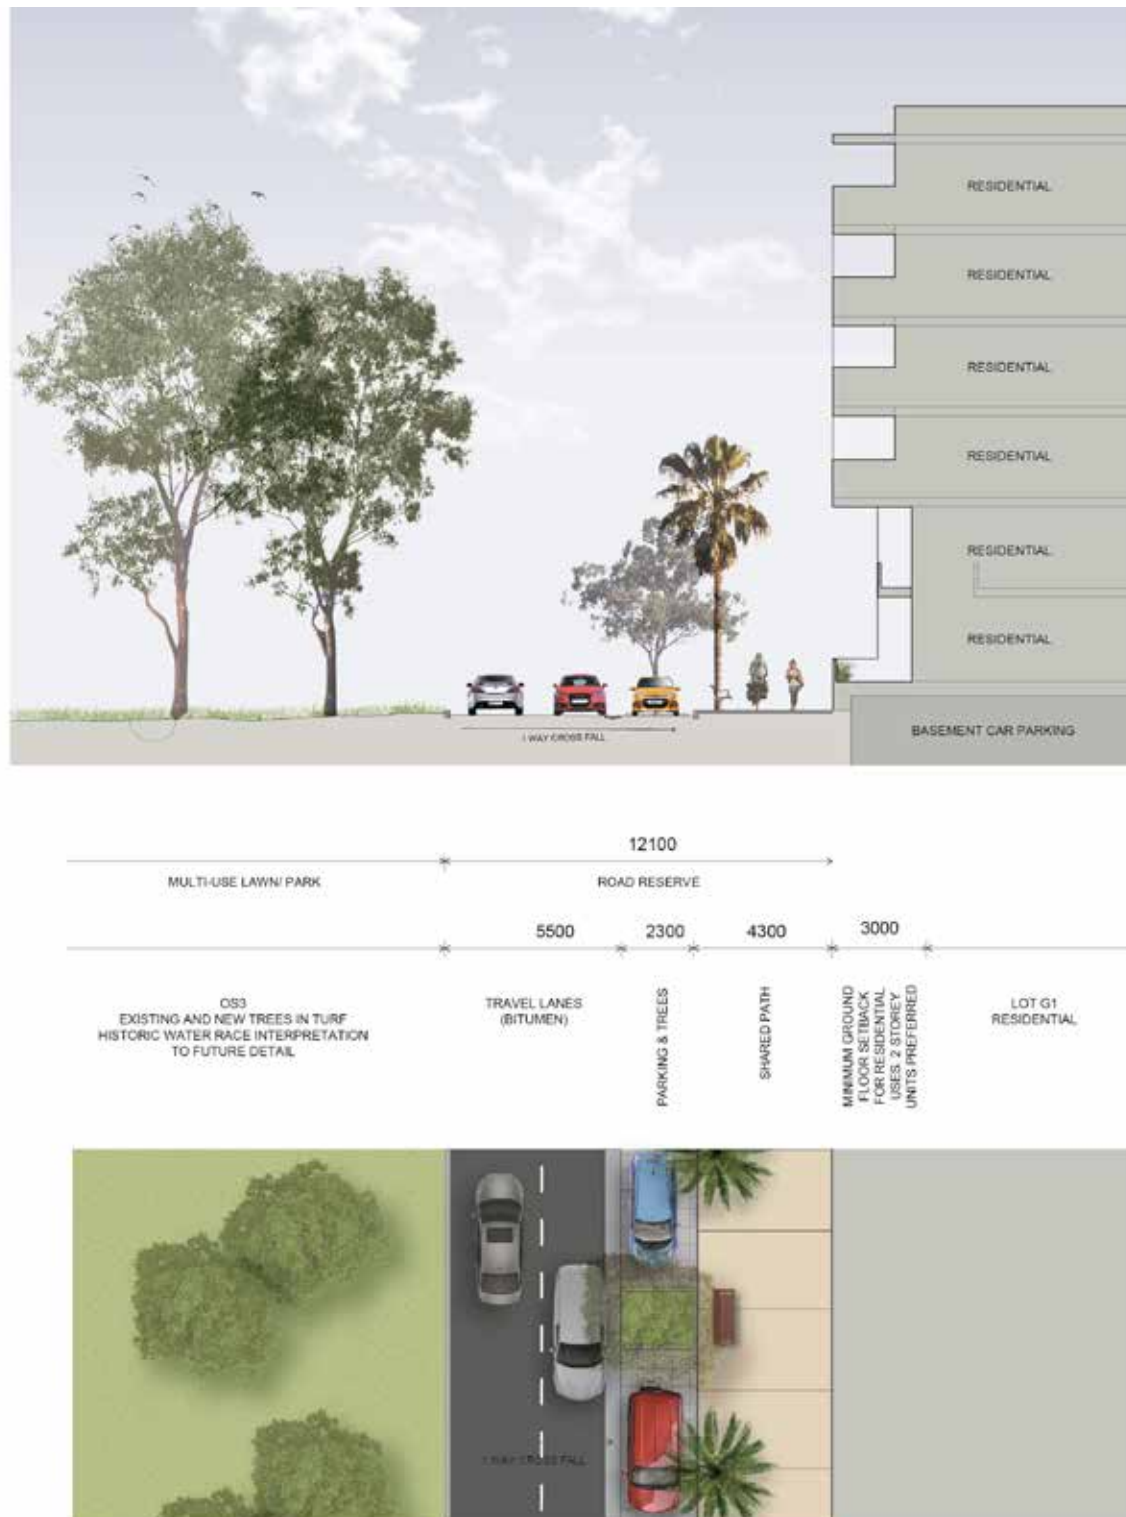 RESIDENTIAL
RESIDENTIAL
RESIDENTIAL
RESIDENTIAL
RESIDENTIAL
RESIDENTIAL
BASEMENT CAR PARKING
1 WAY CROSS FALL
12100
MULTI-USE LAWN/ PARK
ROAD RESERVE
5500
2300
4300
3000
OS3
EXISTING AND NEW TREES IN TURF
HISTORIC WATER RACE INTERPRETATION
TO FUTURE DETAIL
TRAVEL LANES
(BITUMEN)
PARKING & TREES
SHARED PATH
MINIMUM GROUND
FLOOR SETBACK
FOR RESIDENTIAL
USES. 2 STOREY
UNITS PREFERRED
LOT G1
RESIDENTIAL
1 WAY CROSS FALL